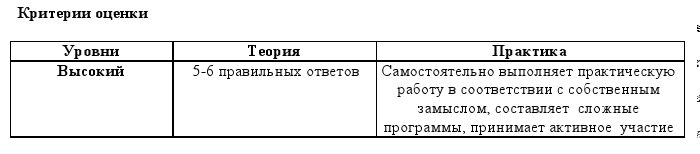 Критерии оценки
Уровни Теория Практика
Высокий 5-6 правильных ответов Самостоятельно выполняет практическую
работу в соответствии с собственным
замыслом, составляет сложные
программы, принимает активное участие